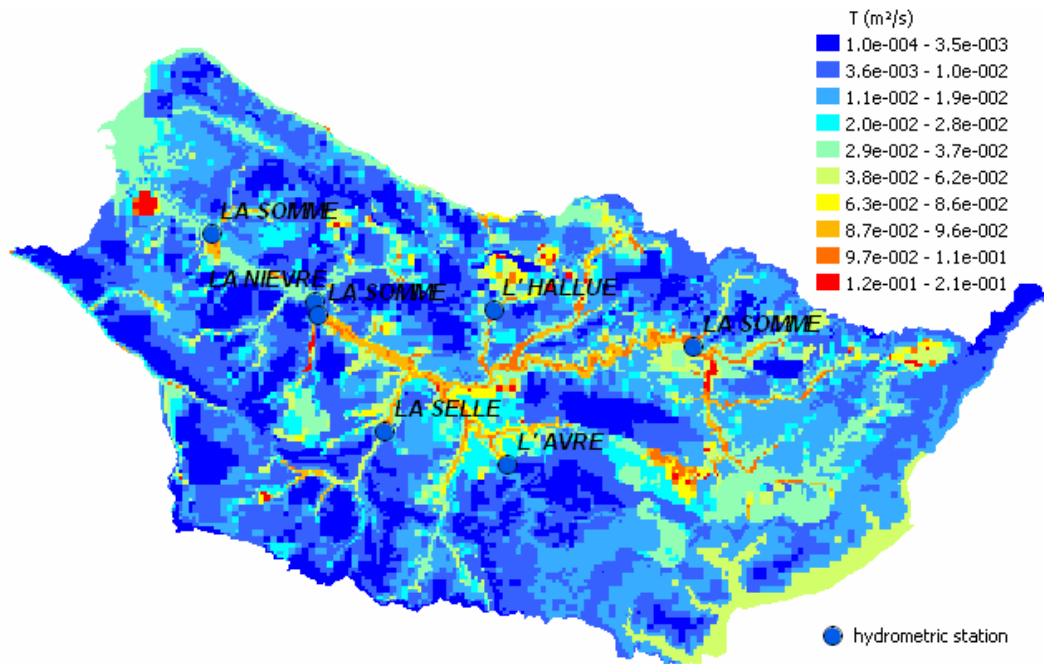 T (m²/s)
1.0e-004 - 3.5e-003
3.6e-003 - 1.0e-002
1.1e-002 - 1.9e-002
2.0e-002 - 2.8e-002
2.9e-002 - 3.7e-002
3.8e-002 - 6.2e-002
6.3e-002 - 8.6e-002
8.7e-002 - 9.6e-002
9.7e-002 - 1.1e-001
1.2e-001 - 2.1e-001
LA SOMME
LA NIEVRE
LA SOMME
L' HALLUE
LA SOMME
LA SELLE
L' AVRE
hydrometric station